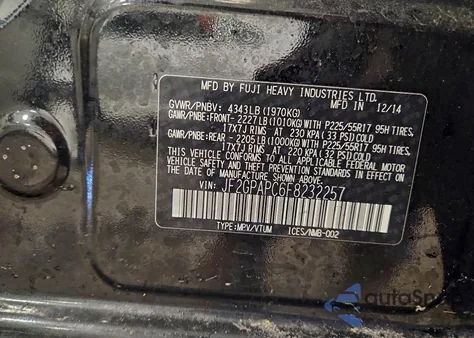 MFD BY FUJI HEAVY INDUSTRIES LTD.
MFD IN 12/14
GVWR/PNBV: 4343LB (1970KG)
GAWR/PNBE:FRONT- 2227LB(1010KG) WITH P225/55R17 95H TIRES,
17X7J RIMS AT 230 KPA (33 PSI) COLD
GAWR/PNBE:REAR - 2205LB(1000KG) WITH P225/55R17 95H TIRES,
17X7J RIMS AT 220 KPA (32 PSI) COLD
THIS VEHICLE CONFORMS TO ALL APPLICABLE U.S. FEDERAL MOTOR
VEHICLE SAFETY AND THEFT PREVENTION STANDARDS IN EFFECT ON THE
DATE OF MANUFACTURE SHOWN ABOVE.
VIN: JF2GPAPC6F8232257
TYPE:MPV/VTUM ICES/NMB-002